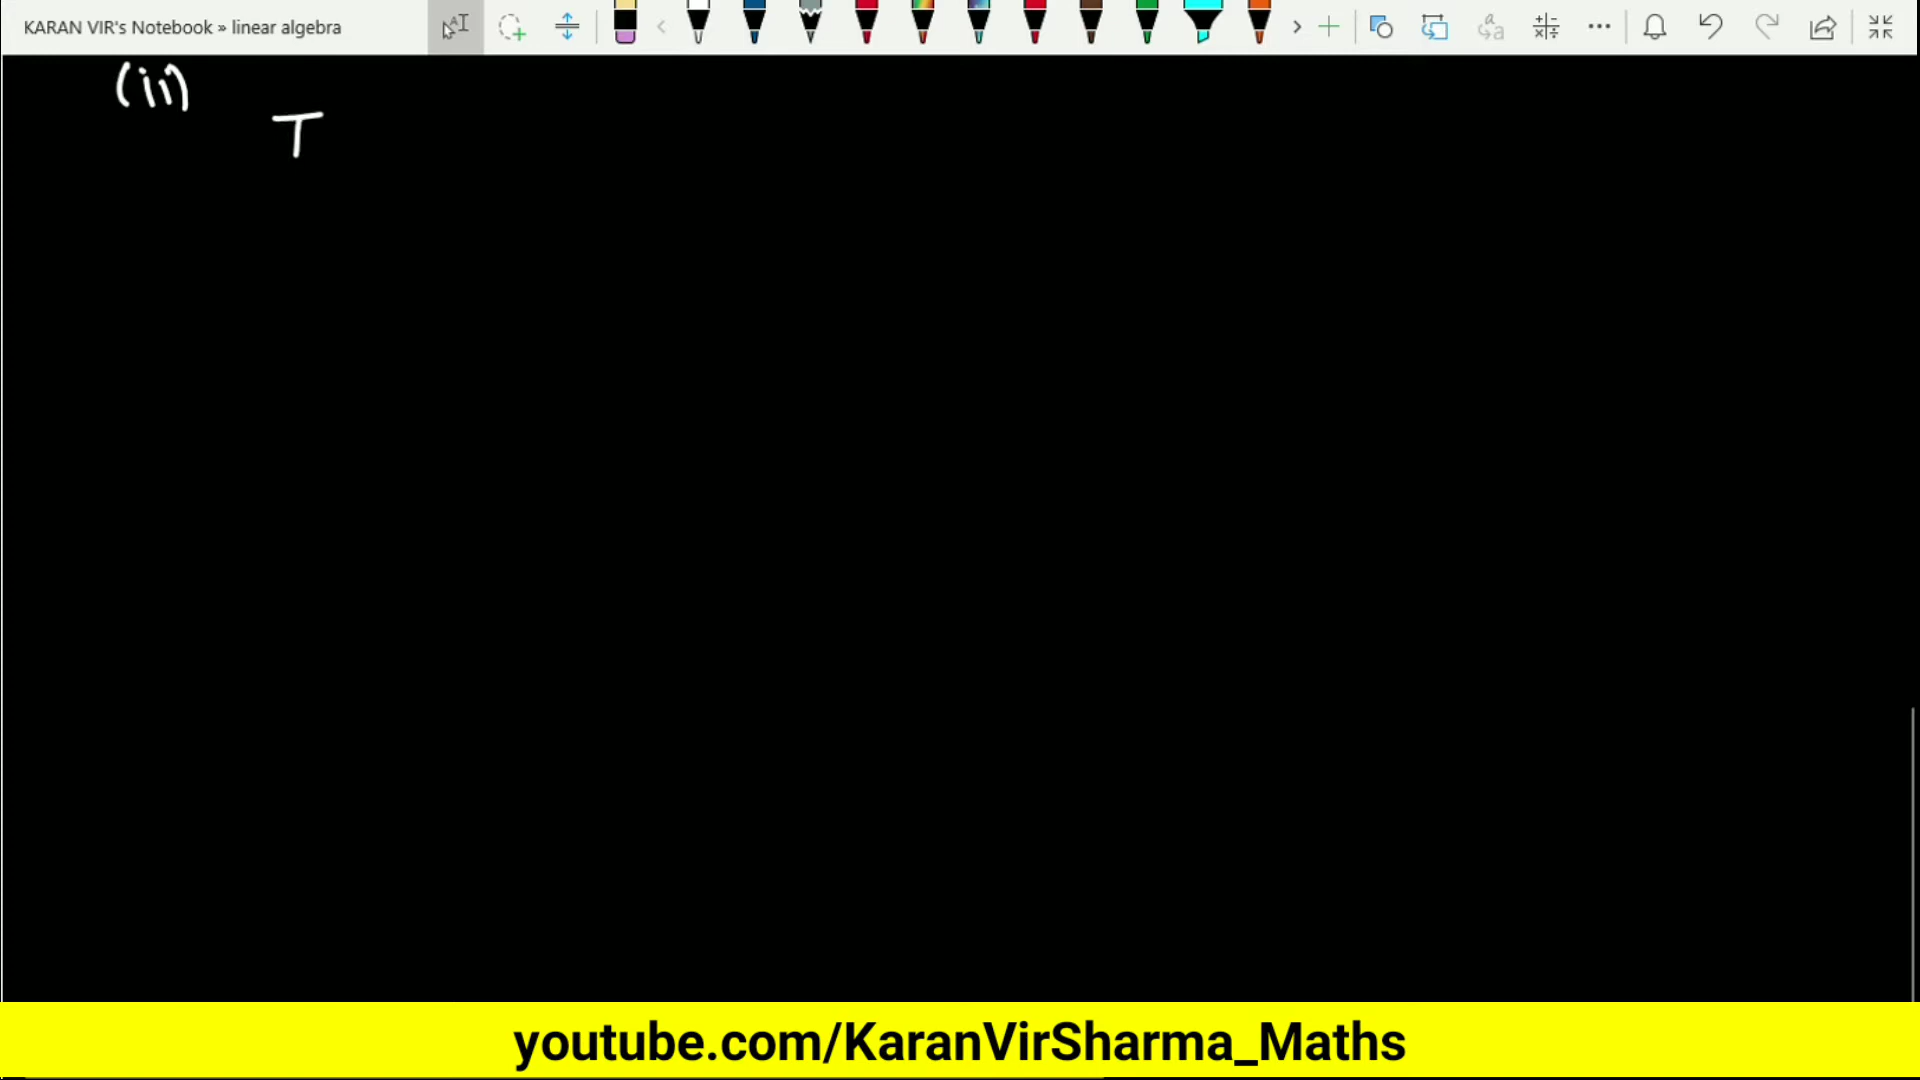 KARAN VIR's Notebook » linear algebra
(ii)
T
youtube.com/KaranVirSharma_Maths